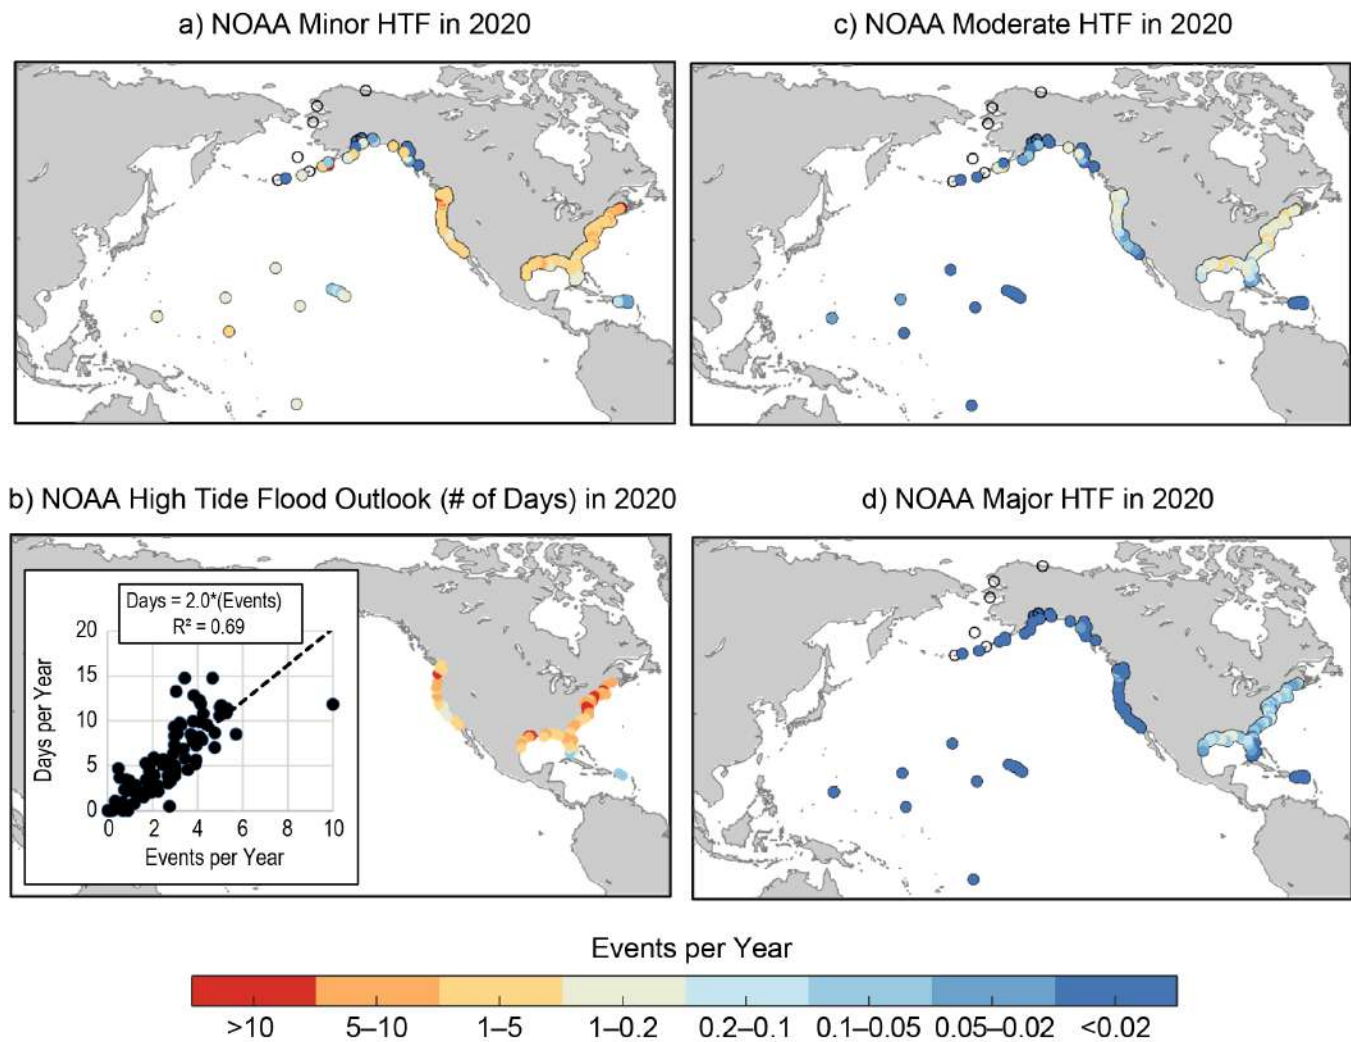 a) NOAA Minor HTF in 2020
c) NOAA Moderate HTF in 2020
b) NOAA High Tide Flood Outlook (# of Days) in 2020
Days = 2.0*(Events)
R² = 0.69
20
15
10
5
0
Days per Year
0 2 4 6 8 10
Events per Year
d) NOAA Major HTF in 2020
Events per Year
>10 5–10 1–5 1–0.2 0.2–0.1 0.1–0.05 0.05–0.02 <0.02